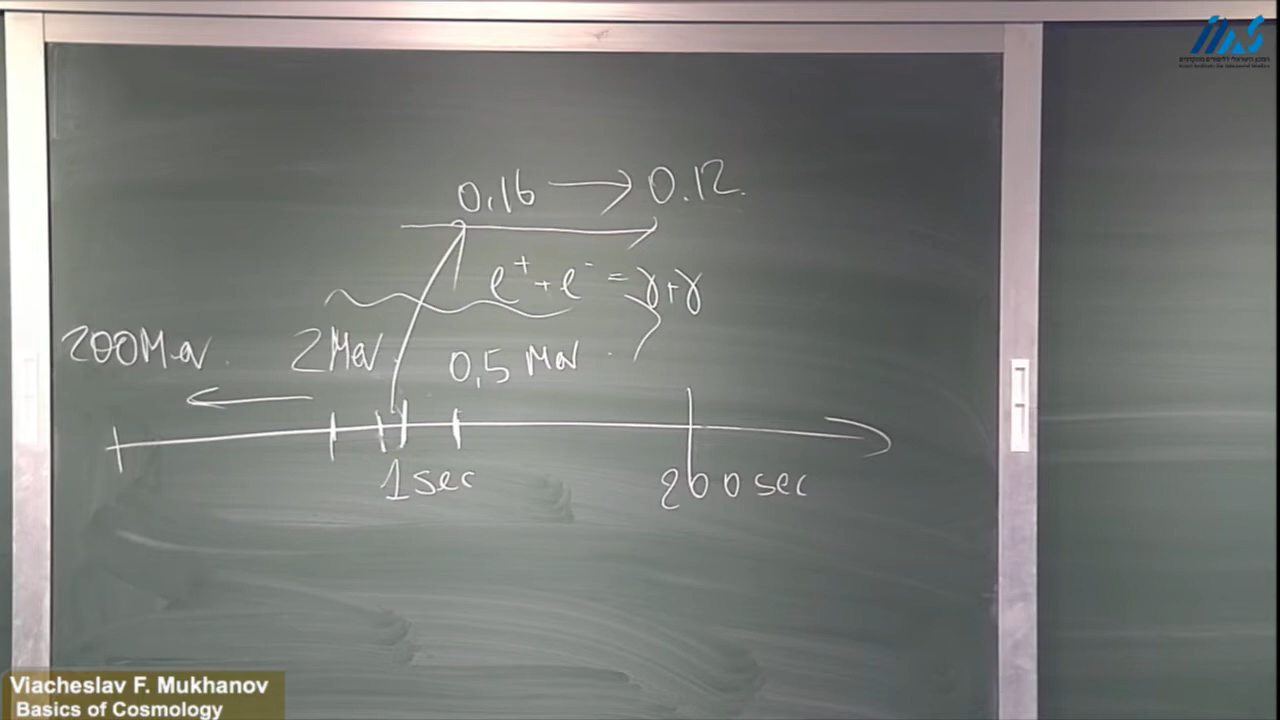 0.16 → 0.12.
e⁺ + e⁻ = γ + γ
200 MeV. 2 MeV 0,5 MeV
1 sec 200 sec
Viacheslav F. Mukhanov
Basics of Cosmology